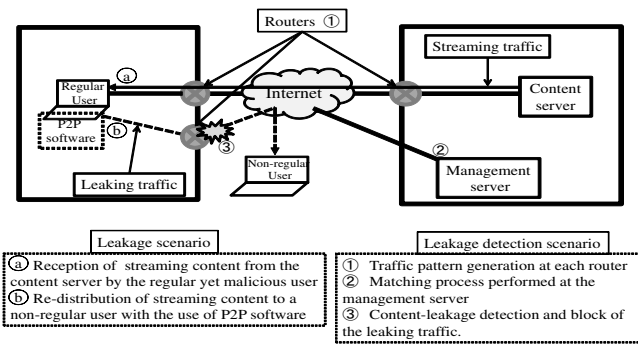 Routers ①
Streaming traffic
ⓐ
Regular
User
Internet
Content
server
P2P
software
ⓑ
③
②
Non-regular
User
Leaking traffic
Management
server
Leakage scenario
Leakage detection scenario
ⓐ Reception of streaming content from the
content server by the regular yet malicious user
ⓑ Re-distribution of streaming content to a
non-regular user with the use of P2P software
① Traffic pattern generation at each router
② Matching process performed at the
management server
③ Content-leakage detection and block of
the leaking traffic.